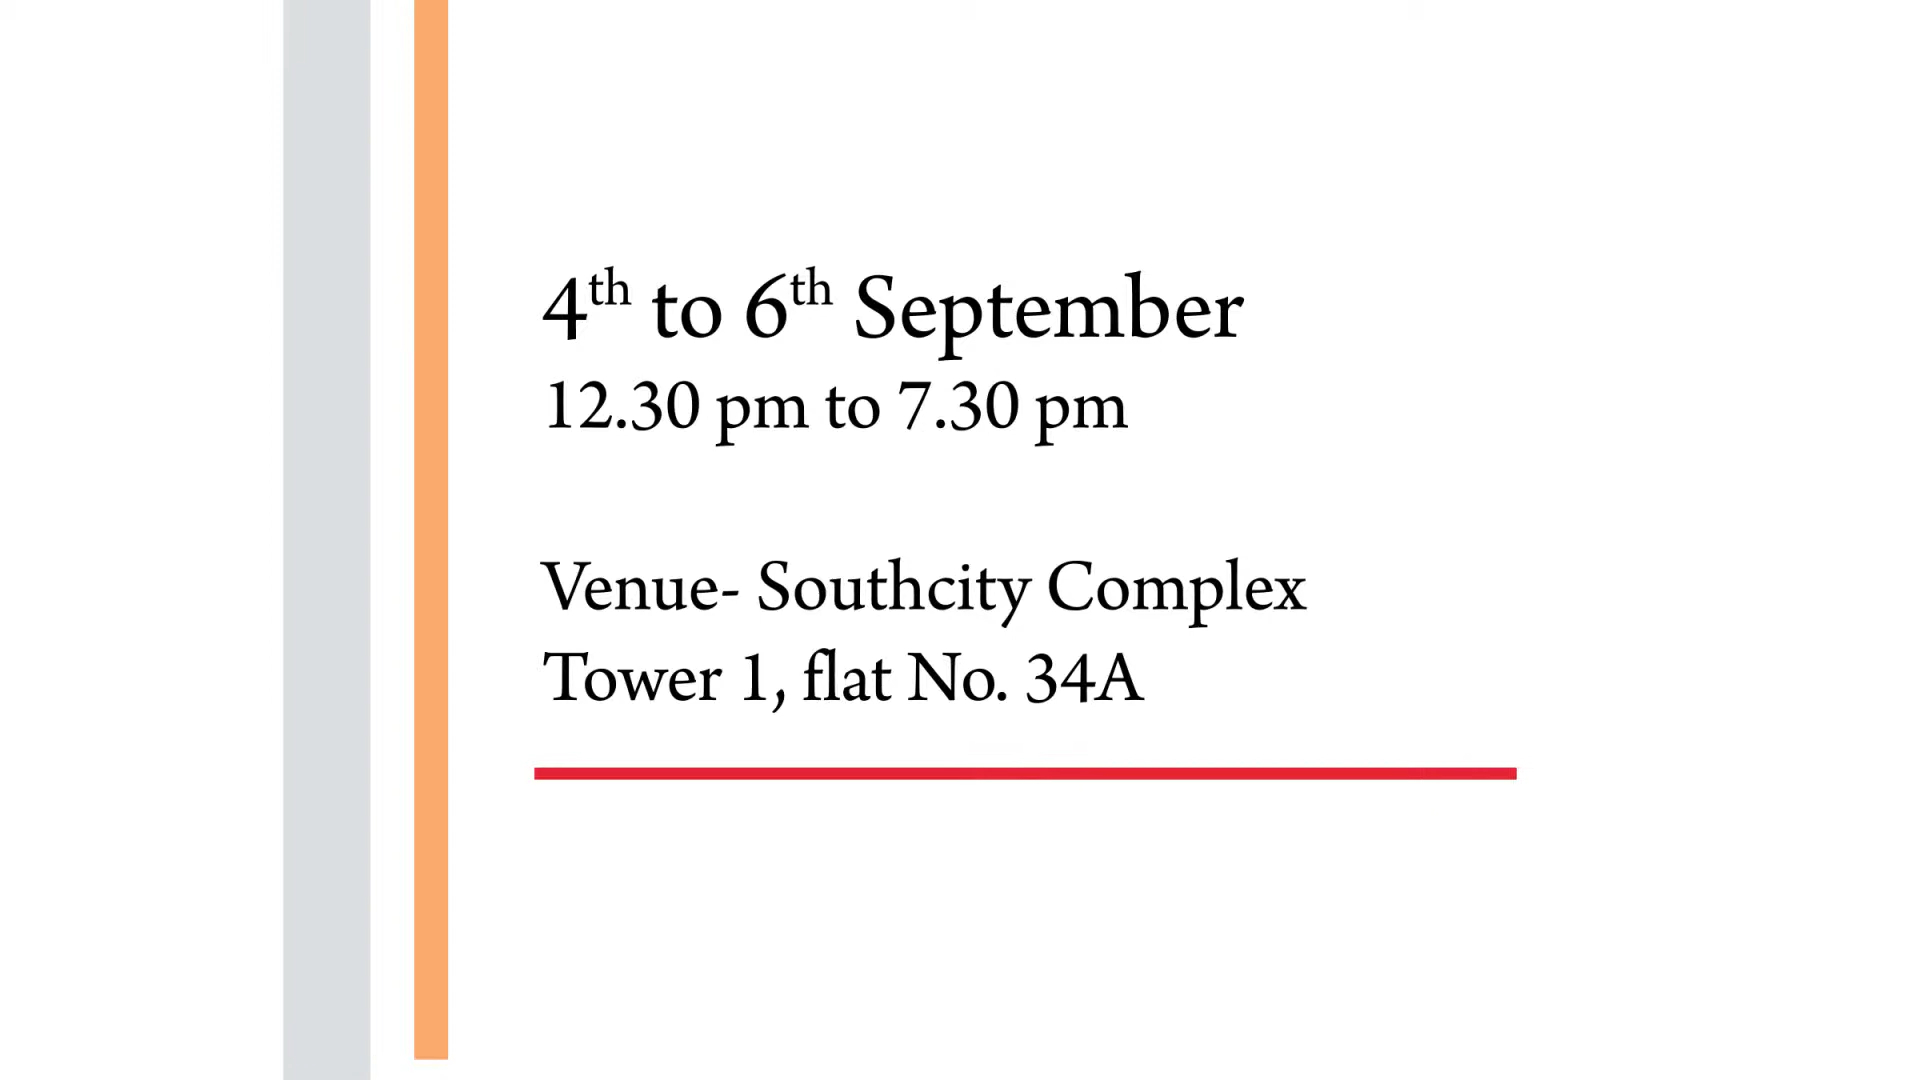 4th to 6th September
12.30 pm to 7.30 pm
Venue- Southcity Complex
Tower 1, flat No. 34A